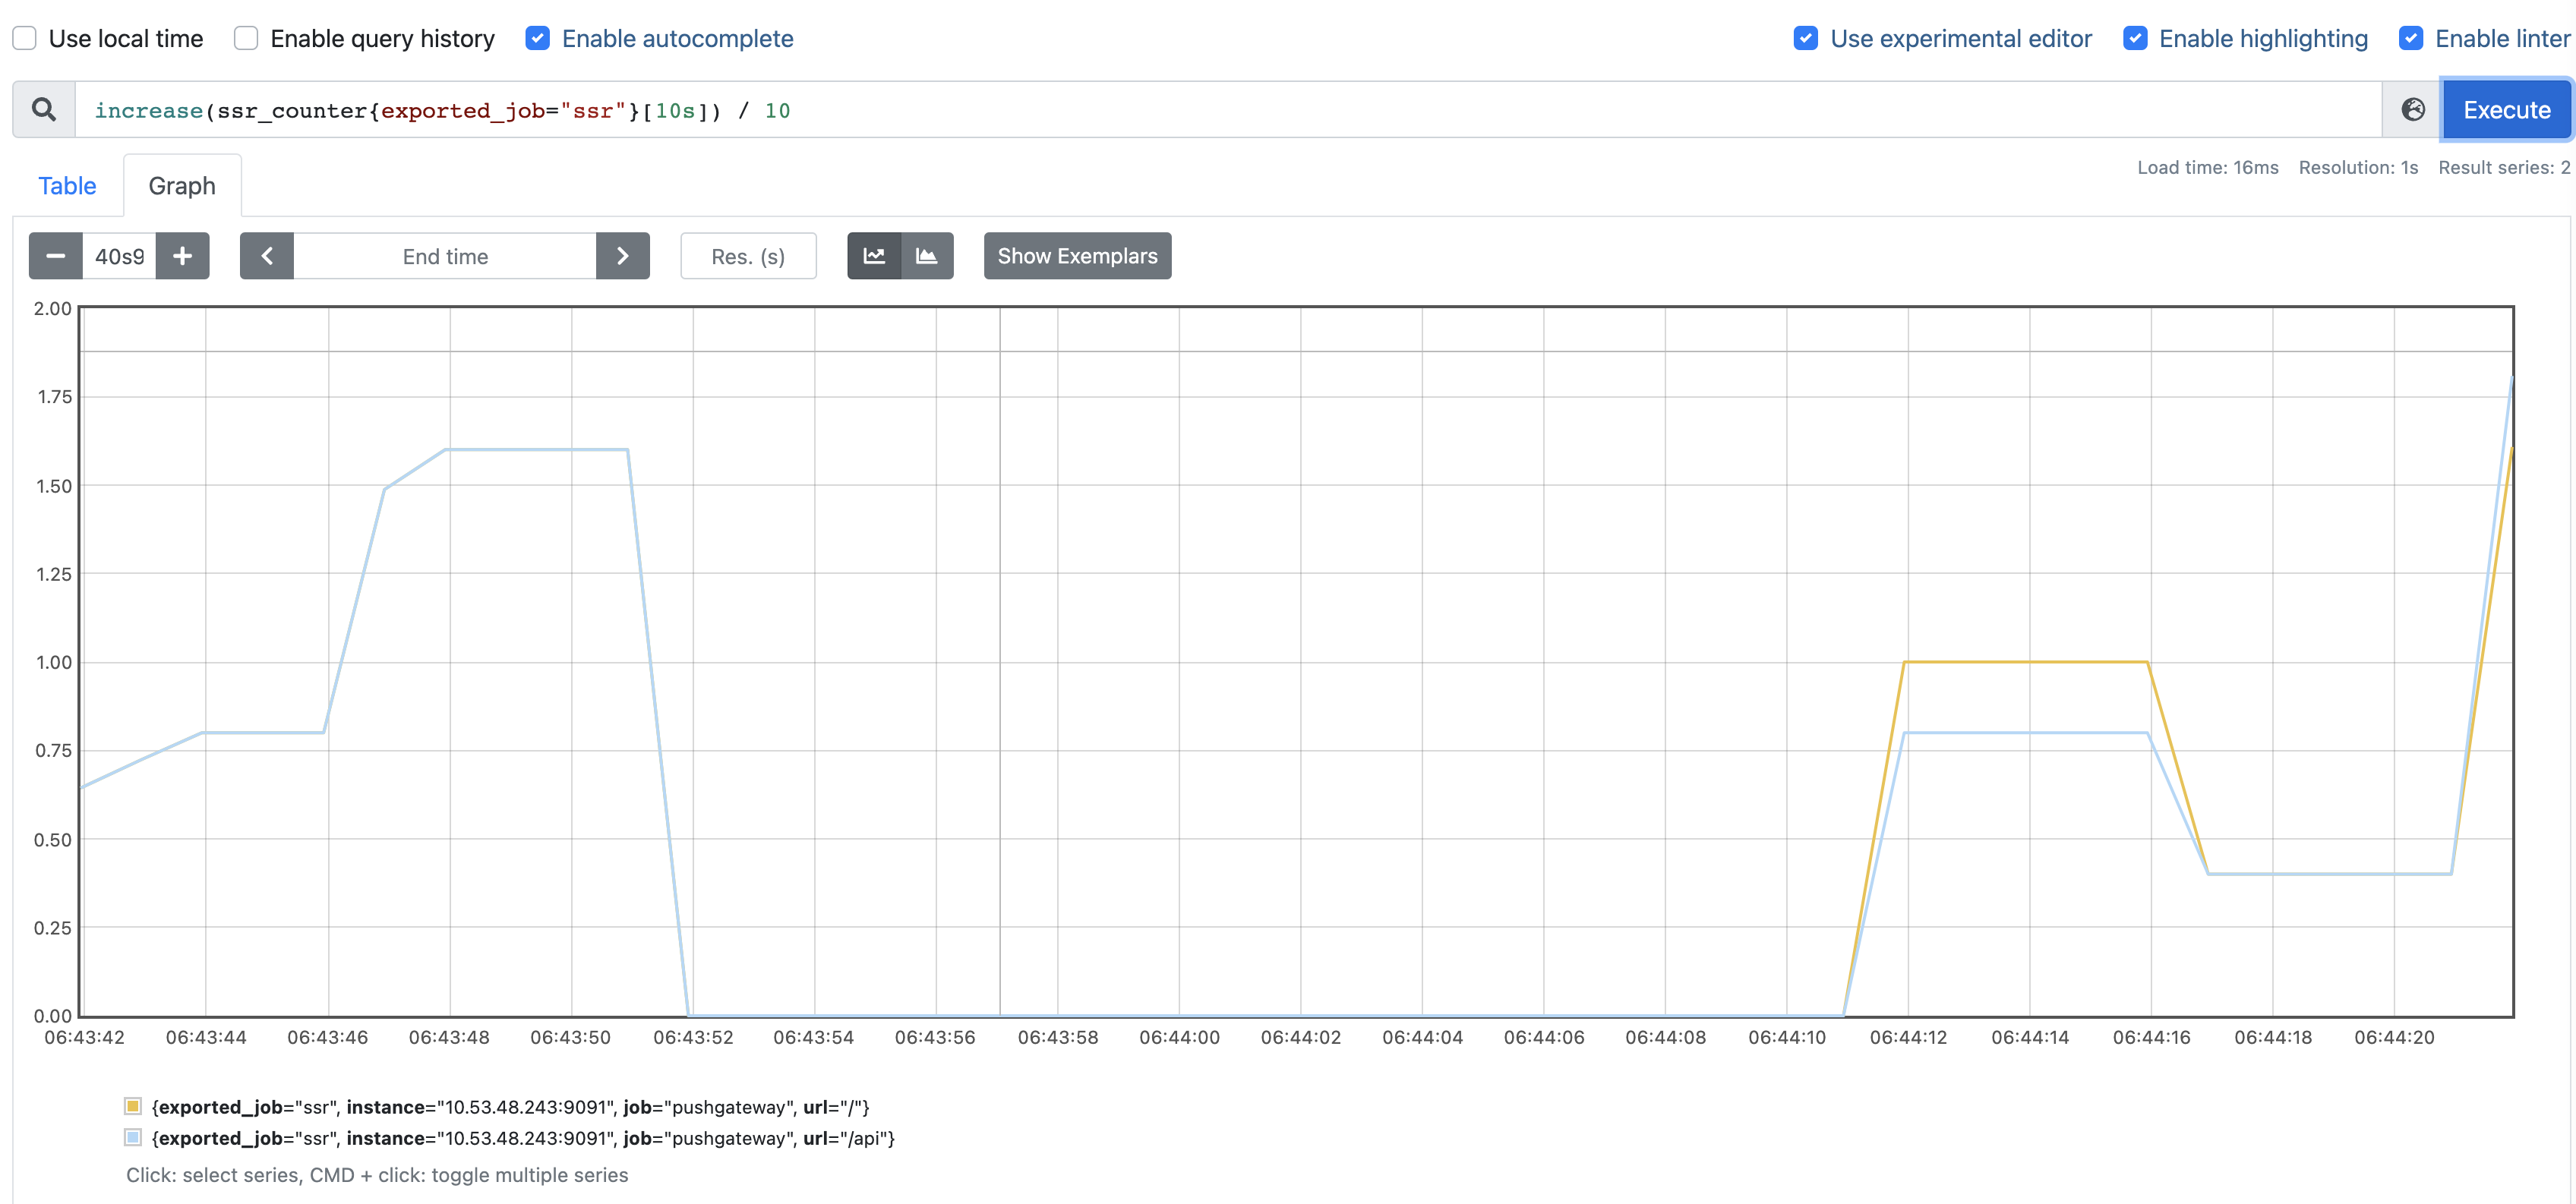 Use local time Enable query history Enable autocomplete Use experimental editor Enable highlighting Enable linter
increase(ssr_counter{exported_job="ssr"}[10s]) / 10 Execute
Load time: 16ms Resolution: 1s Result series: 2
Table Graph
40s9 End time Res. (s) Show Exemplars
2.00
1.75
1.50
1.25
1.00
0.75
0.50
0.25
0.00
06:43:42 06:43:44 06:43:46 06:43:48 06:43:50 06:43:52 06:43:54 06:43:56 06:43:58 06:44:00 06:44:02 06:44:04 06:44:06 06:44:08 06:44:10 06:44:12 06:44:14 06:44:16 06:44:18 06:44:20
{exported_job="ssr", instance="10.53.48.243:9091", job="pushgateway", url="/"}
{exported_job="ssr", instance="10.53.48.243:9091", job="pushgateway", url="/api"}
Click: select series, CMD + click: toggle multiple series